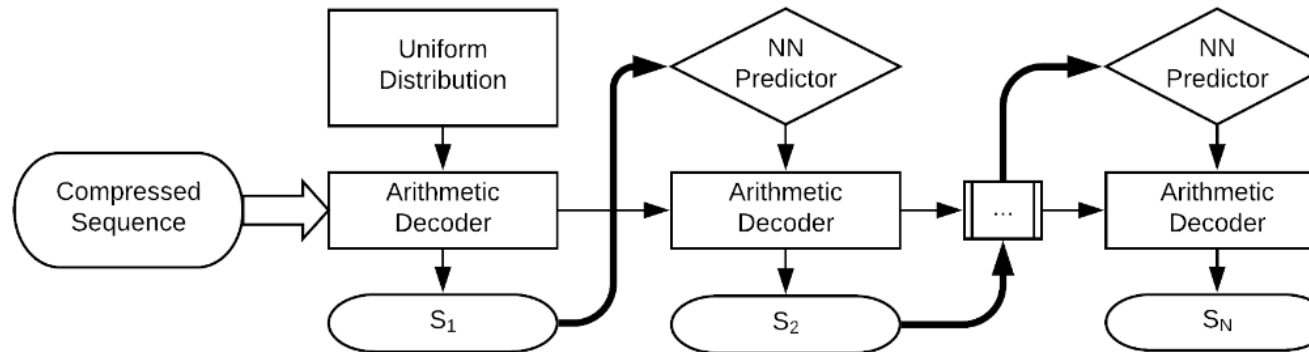 Uniform
Distribution
NN
Predictor
NN
Predictor
Compressed
Sequence
Arithmetic
Decoder
Arithmetic
Decoder
...
Arithmetic
Decoder
S₁
S₂
Sₙ